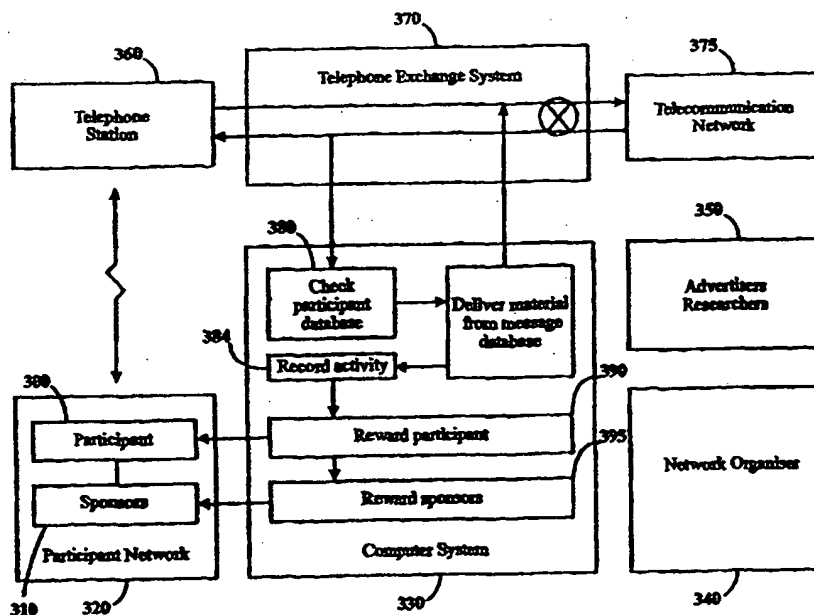 370
360
375
Telephone Exchange System
Telephone
Station
Telecommunication
Network
380
350
Check
participant
database
Deliver material
from message
database
Advertisers
Researchers
384
Record activity
300
390
Participant
Reward participant
395
Network Organiser
Sponsors
Reward sponsors
Participant Network
Computer System
310
320
330
340